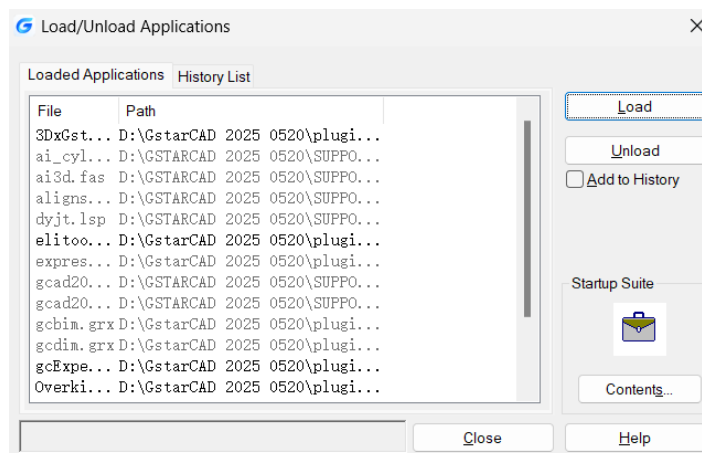 Load/Unload Applications
Loaded Applications History List
File Path
3DxGst... D:\GstarCAD 2025 0520\plugi...
ai_cyl... D:\GSTARCAD 2025 0520\SUPPO...
ai3d.fas D:\GSTARCAD 2025 0520\SUPPO...
aligns... D:\GSTARCAD 2025 0520\SUPPO...
dyjt.lsp D:\GSTARCAD 2025 0520\SUPPO...
elitoo... D:\GstarCAD 2025 0520\plugi...
expres... D:\GstarCAD 2025 0520\plugi...
gcad20... D:\GSTARCAD 2025 0520\SUPPO...
gcad20... D:\GSTARCAD 2025 0520\SUPPO...
gcbim.grx D:\GstarCAD 2025 0520\plugi...
gcdim.grx D:\GstarCAD 2025 0520\plugi...
gcExpe... D:\GstarCAD 2025 0520\plugi...
Overki... D:\GstarCAD 2025 0520\plugi...
Load
Unload
Add to History
Startup Suite
Contents...
Close
Help